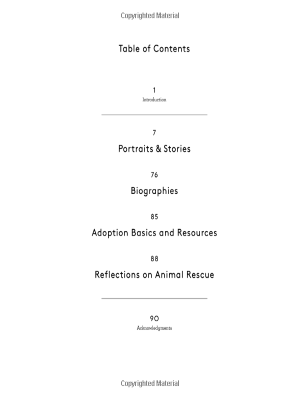 Copyrighted Material
Table of Contents
1
Introduction
7
Portraits & Stories
76
Biographies
85
Adoption Basics and Resources
88
Reflections on Animal Rescue
90
Acknowledgments
Copyrighted Material